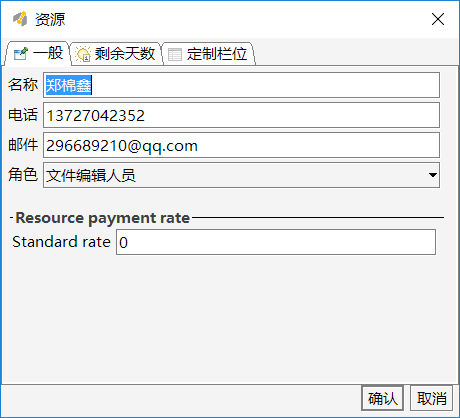 资源
一般 剩余天数 定制栏位
名称 郑棉鑫
电话 13727042352
邮件 296689210@qq.com
角色 文件编辑人员
Resource payment rate
Standard rate 0
确认 取消